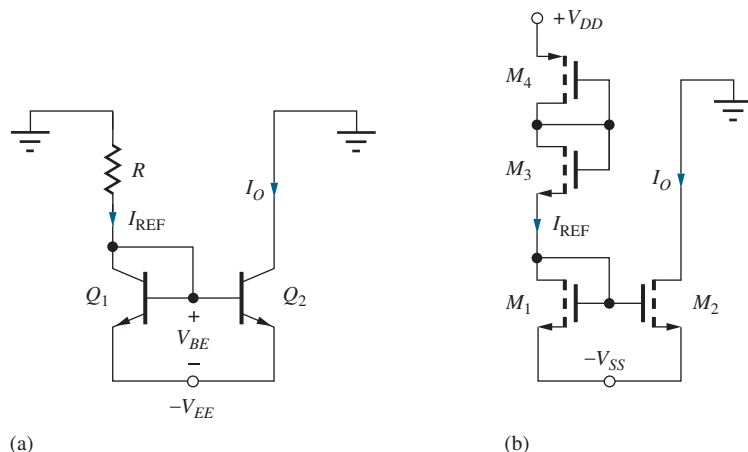 R
I_REF
I_O
Q_1
Q_2
+
V_BE
–
–V_EE
(a)
+V_DD
M_4
M_3
I_O
I_REF
M_1
M_2
–V_SS
(b)